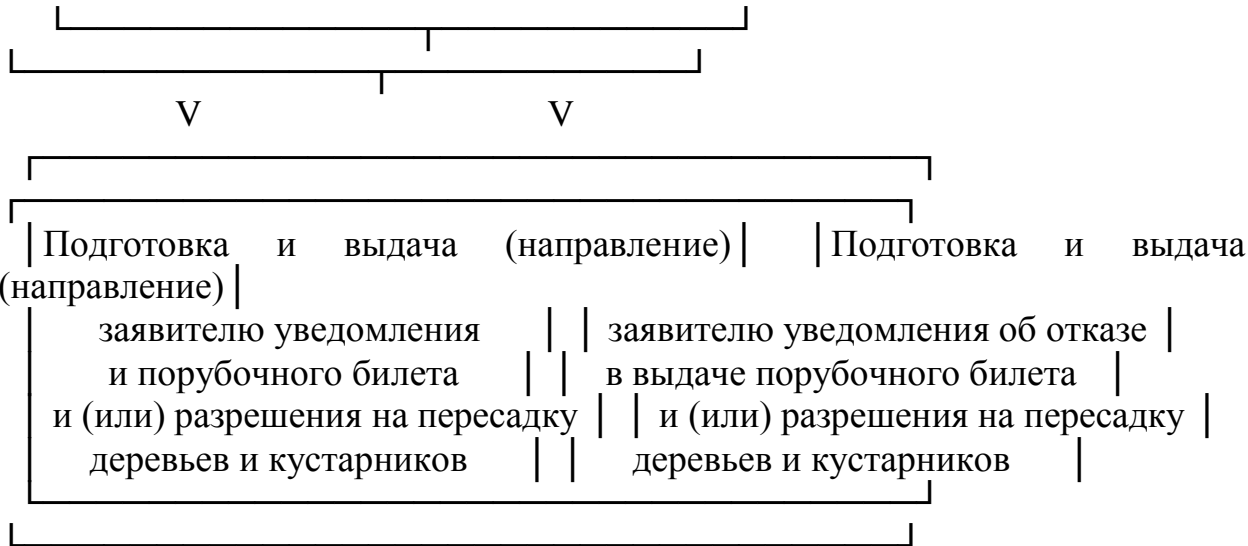 V V
|Подготовка и выдача (направление)| |Подготовка и выдача
(направление)|
| заявителю уведомления | | заявителю уведомления об отказе |
| и порубочного билета | | в выдаче порубочного билета |
| и (или) разрешения на пересадку | | и (или) разрешения на пересадку |
| деревьев и кустарников | | деревьев и кустарников |